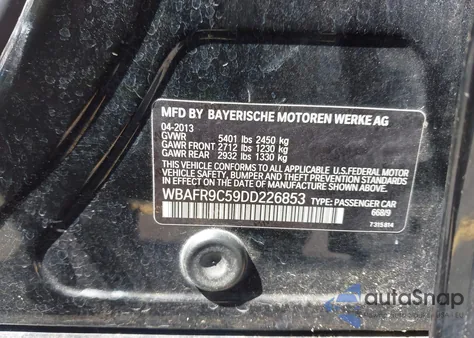 MFD BY BAYERISCHE MOTOREN WERKE AG
04-2013
GVWR 5401 lbs 2450 kg
GAWR FRONT 2712 lbs 1230 kg
GAWR REAR 2932 lbs 1330 kg
THIS VEHICLE CONFORMS TO ALL APPLICABLE U.S.FEDERAL MOTOR
VEHICLE SAFETY, BUMPER, AND THEFT PREVENTION STANDARDS
IN EFFECT ON THE DATE OF MANUFACTURE SHOWN ABOVE.
WBAFR9C59DD226853 TYPE: PASSENGER CAR
668/9
7315814
autoSnap